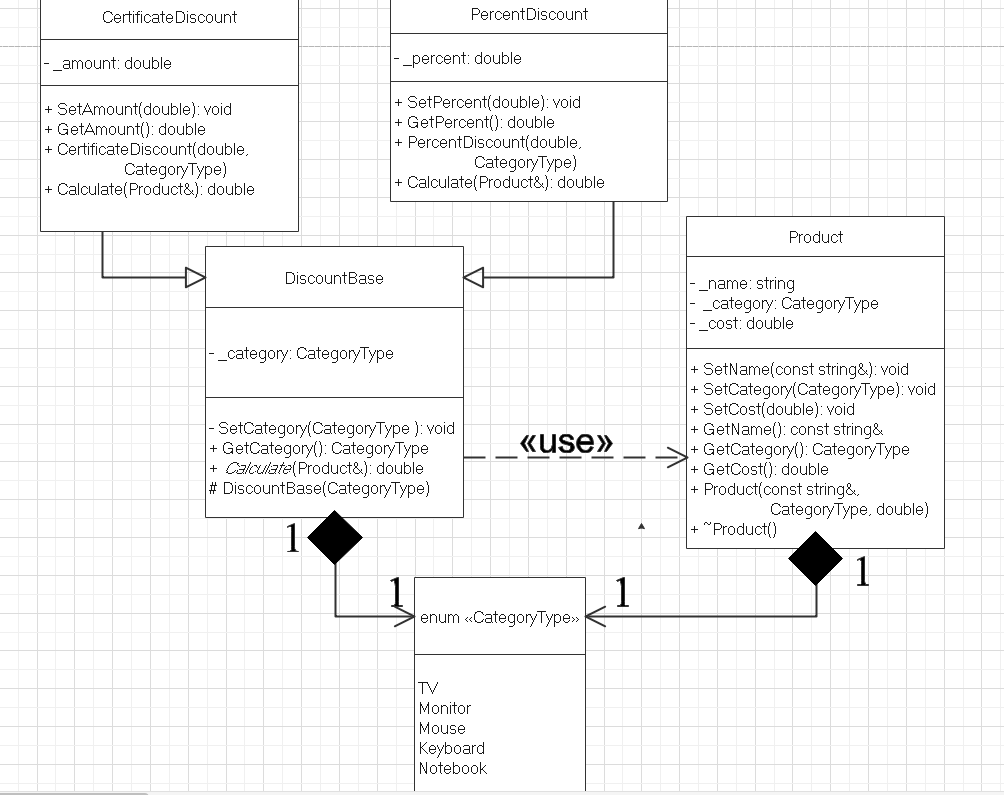 CertificateDiscount
- _amount: double
+ SetAmount(double): void
+ GetAmount(): double
+ CertificateDiscount(double,
CategoryType)
+ Calculate(Product&): double
PercentDiscount
- _percent: double
+ SetPercent(double): void
+ GetPercent(): double
+ PercentDiscount(double,
CategoryType)
+ Calculate(Product&): double
DiscountBase
- _category: CategoryType
- SetCategory(CategoryType ): void
+ GetCategory(): CategoryType
+ Calculate(Product&): double
# DiscountBase(CategoryType)
«use»
Product
- _name: string
- _category: CategoryType
- _cost: double
+ SetName(const string&): void
+ SetCategory(CategoryType): void
+ SetCost(double): void
+ GetName(): const string&
+ GetCategory(): CategoryType
+ GetCost(): double
+ Product(const string&,
CategoryType, double)
+ ~Product()
1
1
1
1
enum «CategoryType»
TV
Monitor
Mouse
Keyboard
Notebook